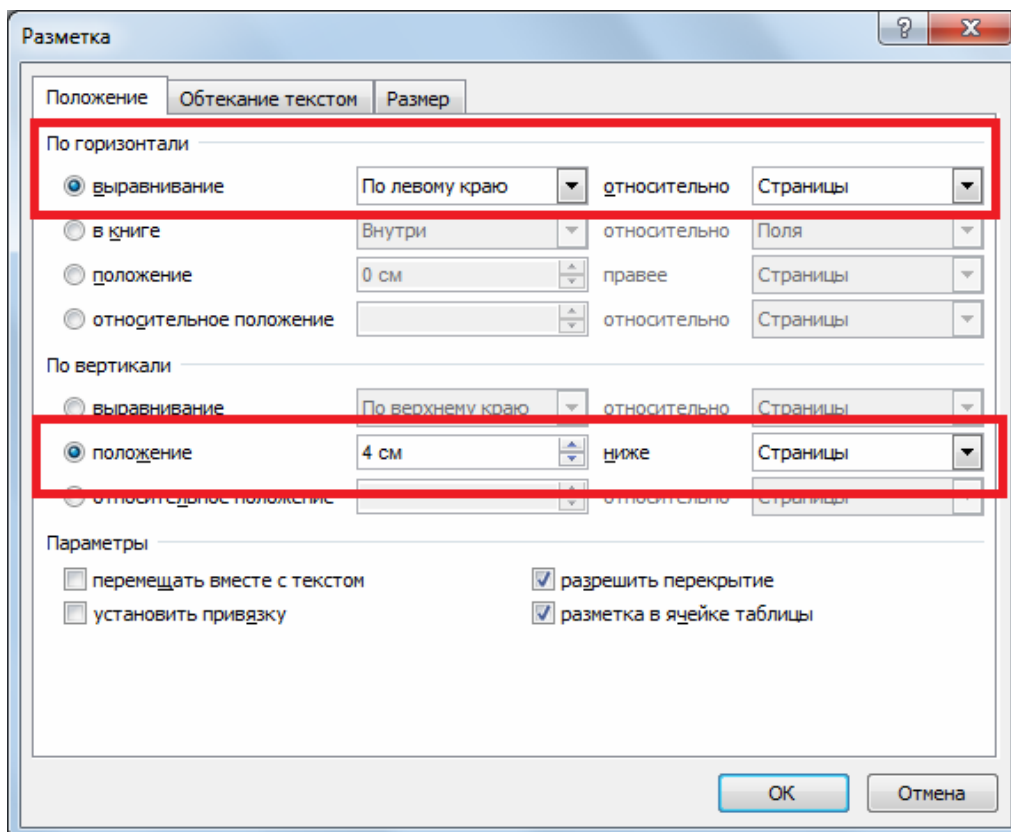 Разметка
Положение Обтекание текстом Размер
По горизонтали
выравнивание По левому краю относительно Страницы
в книге Внутри относительно Поля
положение 0 см правее Страницы
относительное положение относительно Страницы
По вертикали
выравнивание По верхнему краю относительно Страницы
положение 4 см ниже Страницы
относительное положение относительно Страницы
Параметры
перемещать вместе с текстом разрешить перекрытие
установить привязку разметка в ячейке таблицы
ОК Отмена